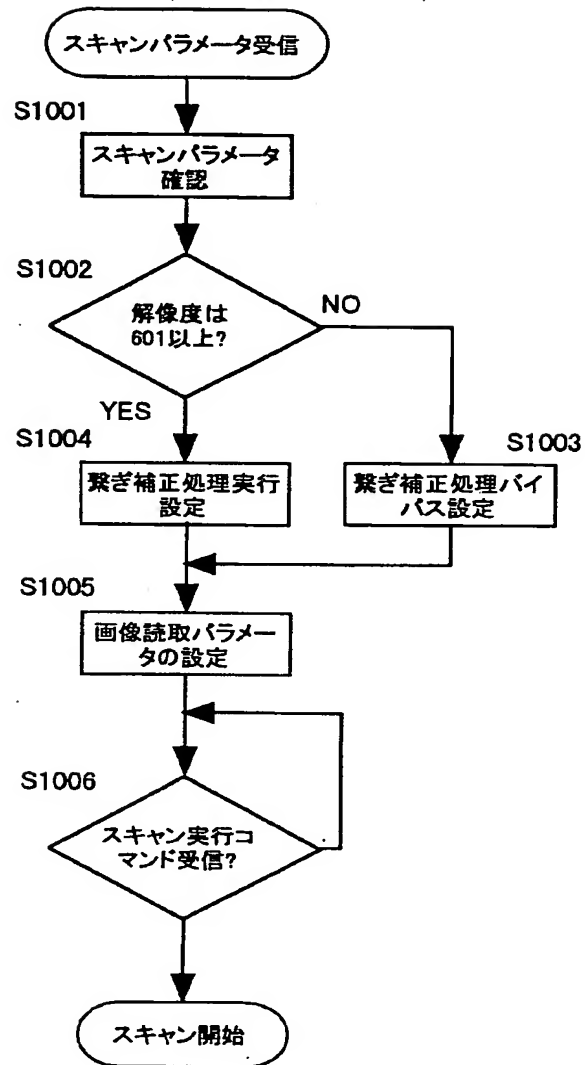 スキャンパラメータ受信
S1001
スキャンパラメータ
確認
S1002
解像度は
601以上?
NO
YES
S1004
S1003
繋ぎ補正処理実行
設定
繋ぎ補正処理バイ
パス設定
S1005
画像読取パラメー
タの設定
S1006
スキャン実行コ
マンド受信?
スキャン開始